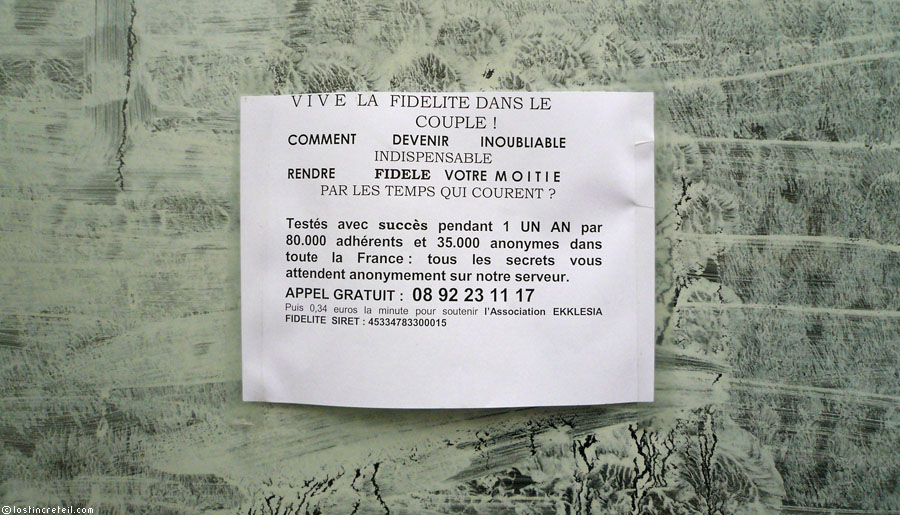 VIVE LA FIDELITE DANS LE
COUPLE !
COMMENT DEVENIR INOUBLIABLE
INDISPENSABLE
RENDRE FIDELE VOTRE MOITIE
PAR LES TEMPS QUI COURENT ?
Testés avec succès pendant 1 UN AN par
80.000 adhérents et 35.000 anonymes dans
toute la France : tous les secrets vous
attendent anonymement sur notre serveur.
APPEL GRATUIT : 08 92 23 11 17
Puis 0,34 euros la minute pour soutenir l'Association EKKLESIA
FIDELITE SIRET : 45334783300015
©lostincreteil.com